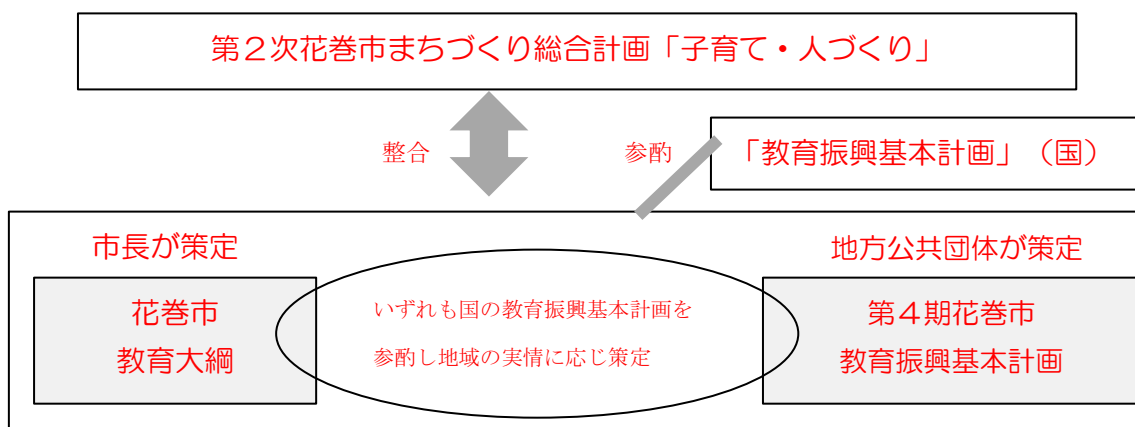 第２次花巻市まちづくり総合計画「子育て・人づくり」
整合
参酌
「教育振興基本計画」（国）
市長が策定
地方公共団体が策定
花巻市
教育大綱
いずれも国の教育振興基本計画を
参酌し地域の実情に応じ策定
第４期花巻市
教育振興基本計画